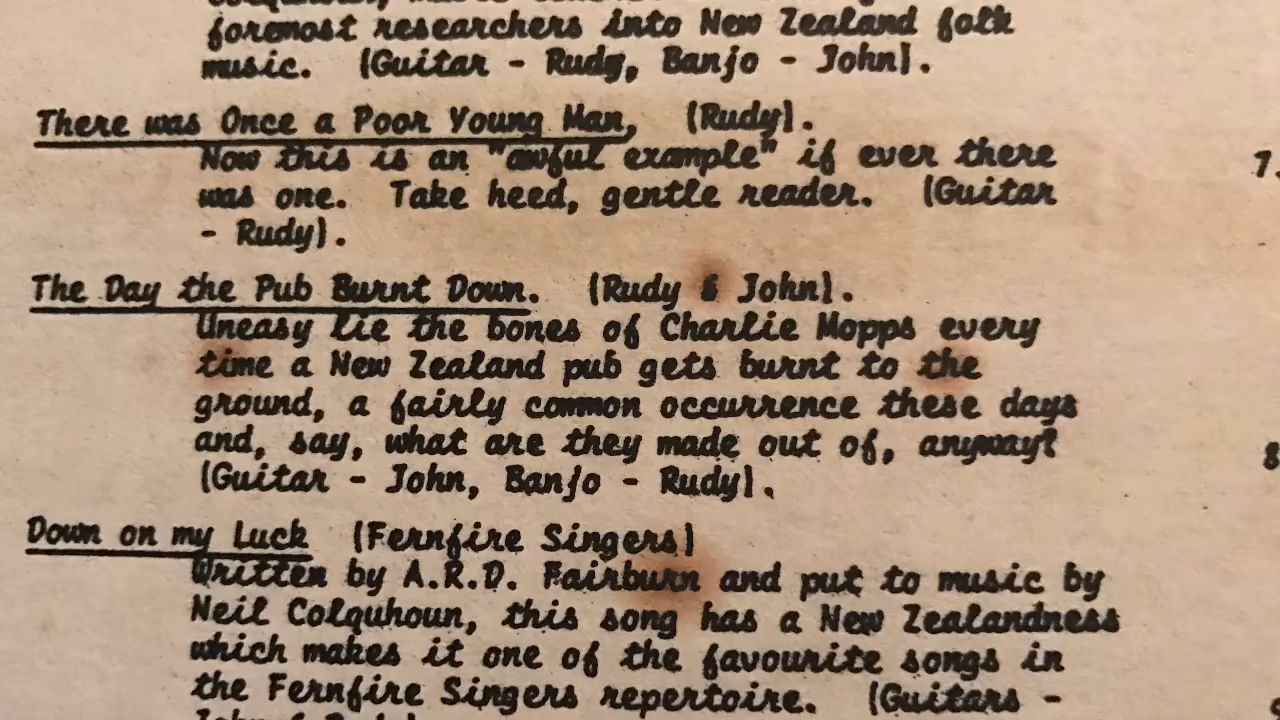 foremost researchers into New Zealand folk
music. (Guitar - Rudy, Banjo - John).
There was Once a Poor Young Man, (Rudy).
Now this is an "awful example" if ever there
was one. Take heed, gentle reader. (Guitar
- Rudy).
7.
The Day the Pub Burnt Down. (Rudy & John).
Uneasy lie the bones of Charlie Mopps every
time a New Zealand pub gets burnt to the
ground, a fairly common occurrence these days
and, say, what are they made out of, anyway?
(Guitar - John, Banjo - Rudy).
8
Down on my Luck (Fernfire Singers)
Written by A.R.D. Fairburn and put to music by
Neil Colquhoun, this song has a New Zealandness
which makes it one of the favourite songs in
the Fernfire Singers repertoire. (Guitars -